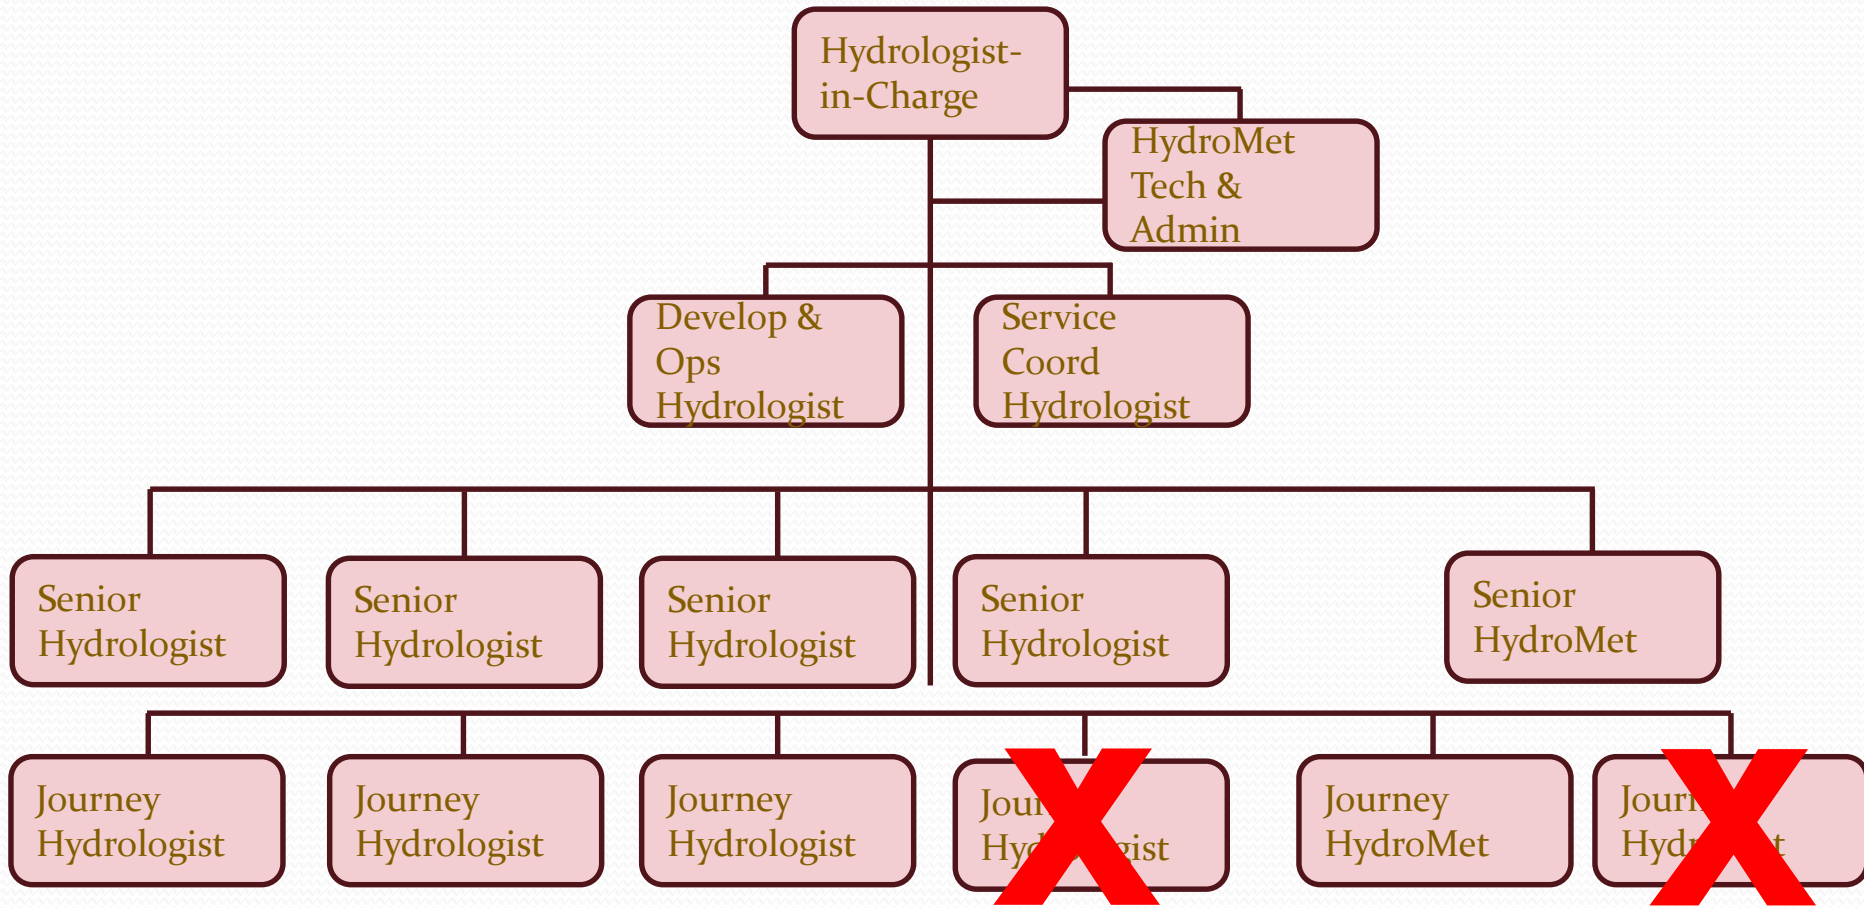 Hydrologist-
in-Charge
HydroMet
Tech &
Admin
Develop &
Ops
Hydrologist
Service
Coord
Hydrologist
Senior
Hydrologist
Senior
Hydrologist
Senior
Hydrologist
Senior
Hydrologist
Senior
HydroMet
Journey
Hydrologist
Journey
Hydrologist
Journey
Hydrologist
Journey
HydroMet